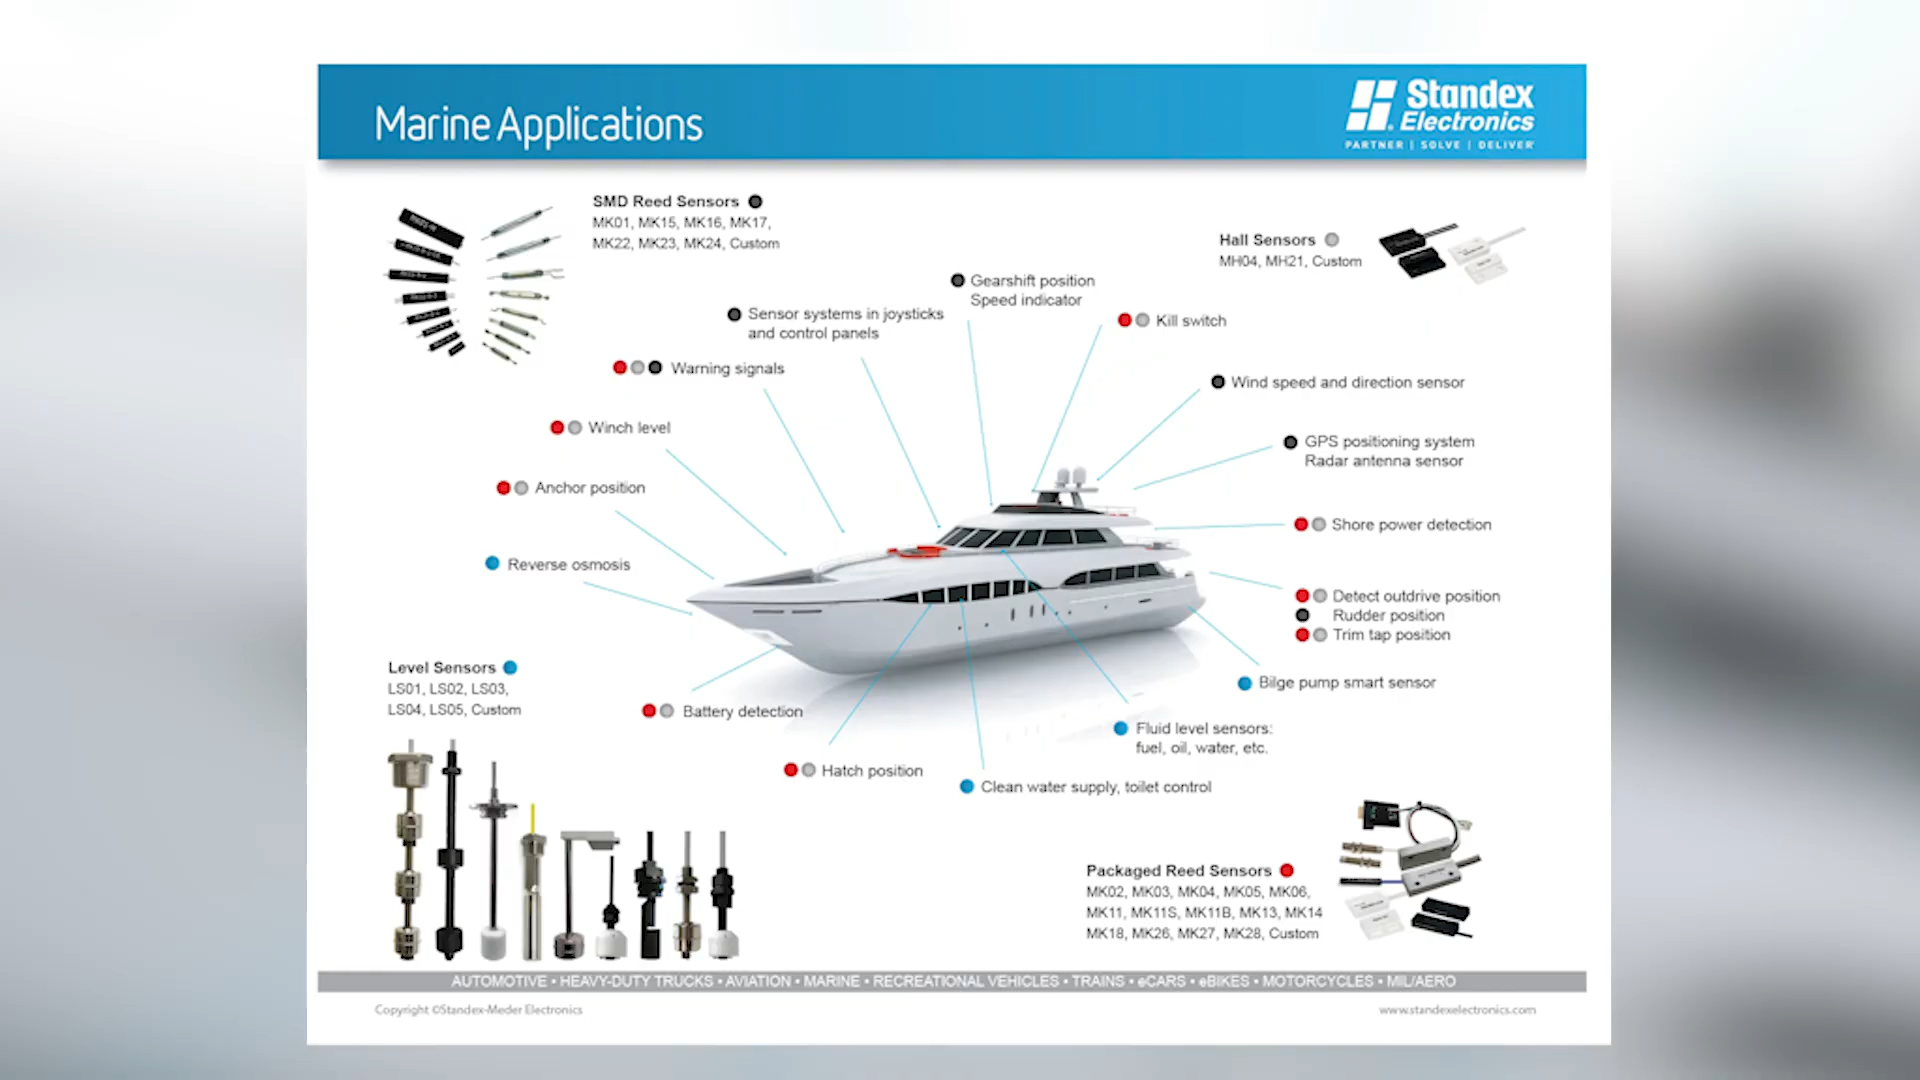 Marine Applications
Standex
Electronics
PARTNER | SOLVE | DELIVER
SMD Reed Sensors
MK01, MK15, MK16, MK17,
MK22, MK23, MK24, Custom
Hall Sensors
MH04, MH21, Custom
Gearshift position
Speed indicator
Sensor systems in joysticks
and control panels
Kill switch
Warning signals
Wind speed and direction sensor
Winch level
GPS positioning system
Radar antenna sensor
Anchor position
Shore power detection
Reverse osmosis
Detect outdrive position
Rudder position
Trim tap position
Level Sensors
LS01, LS02, LS03,
LS04, LS05, Custom
Bilge pump smart sensor
Battery detection
Fluid level sensors:
fuel, oil, water, etc.
Hatch position
Clean water supply, toilet control
Packaged Reed Sensors
MK02, MK03, MK04, MK05, MK06,
MK11, MK11S, MK11B, MK13, MK14
MK18, MK26, MK27, MK28, Custom
AUTOMOTIVE • HEAVY-DUTY TRUCKS • AVIATION • MARINE • RECREATIONAL VEHICLES • TRAINS • eCARS • eBIKES • MOTORCYCLES • MIL/AERO
Copyright ©Standex-Meder Electronics
www.standexelectronics.com